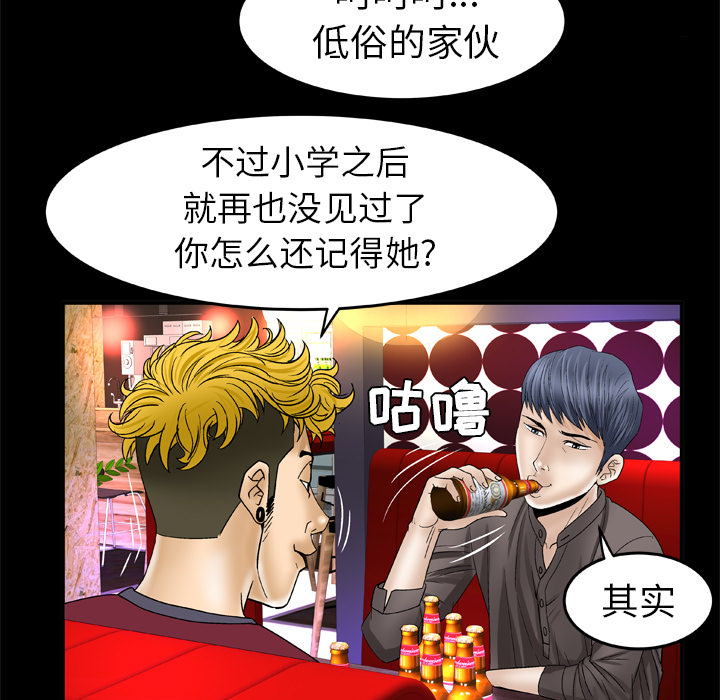 低俗的家伙
不过小学之后
就再也没见过了
你怎么还记得她?
咕噜
其实